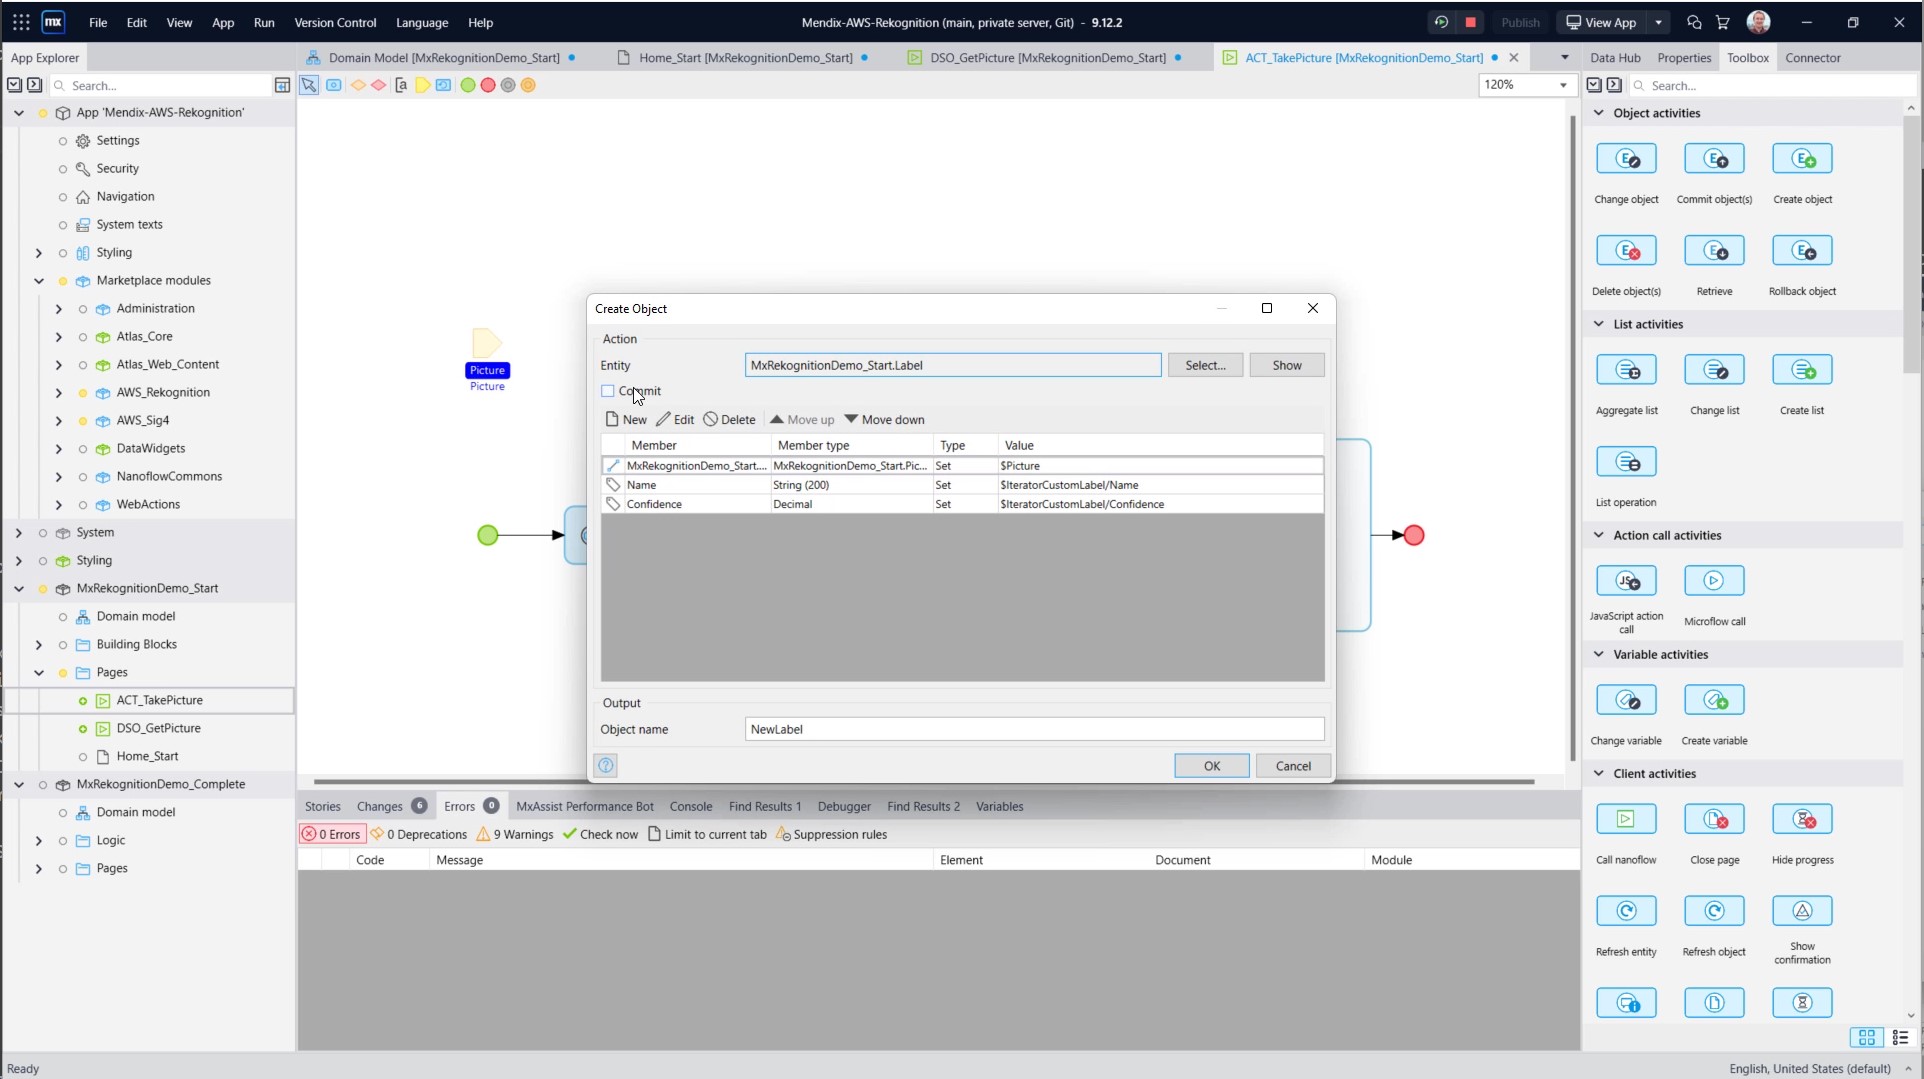 mx File Edit View App Run Version Control Language Help Mendix-AWS-Rekognition (main, private server, Git) - 9.12.2 Publish View App
App Explorer Domain Model [MxRekognitionDemo_Start] Home_Start [MxRekognitionDemo_Start] DSO_GetPicture [MxRekognitionDemo_Start] ACT_TakePicture [MxRekognitionDemo_Start] Data Hub Properties Toolbox Connector
Search... 120% Search...
App 'Mendix-AWS-Rekognition'
Settings
Security
Navigation
System texts
Styling
Marketplace modules
Administration
Atlas_Core
Atlas_Web_Content
AWS_Rekognition
AWS_Sig4
DataWidgets
NanoflowCommons
WebActions
System
Styling
MxRekognitionDemo_Start
Domain model
Building Blocks
Pages
ACT_TakePicture
DSO_GetPicture
Home_Start
MxRekognitionDemo_Complete
Domain model
Logic
Pages
Picture
Picture
Create Object
Action
Entity MxRekognitionDemo_Start.Label Select... Show
Commit
New Edit Delete Move up Move down
Member Member type Type Value
MxRekognitionDemo_Start.... MxRekognitionDemo_Start.Pic... Set $Picture
Name String (200) Set $IteratorCustomLabel/Name
Confidence Decimal Set $IteratorCustomLabel/Confidence
Output
Object name NewLabel
OK Cancel
Stories Changes 6 Errors 0 MxAssist Performance Bot Console Find Results 1 Debugger Find Results 2 Variables
0 Errors 0 Deprecations 9 Warnings Check now Limit to current tab Suppression rules
Code Message Element Document Module
Object activities
Change object Commit object(s) Create object
Delete object(s) Retrieve Rollback object
List activities
Aggregate list Change list Create list
List operation
Action call activities
JavaScript action call Microflow call
Variable activities
Change variable Create variable
Client activities
Call nanoflow Close page Hide progress
Refresh entity Refresh object Show confirmation
Ready English, United States (default)